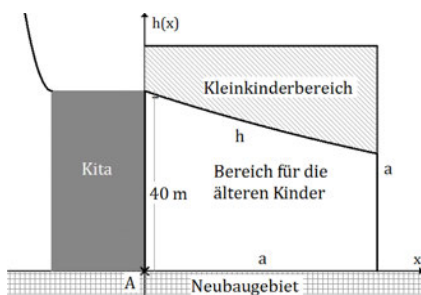 h(x)
Kleinkinderbereich
h
Kita
Bereich für die
älteren Kinder
a
40 m
a
x
A
Neubaugebiet